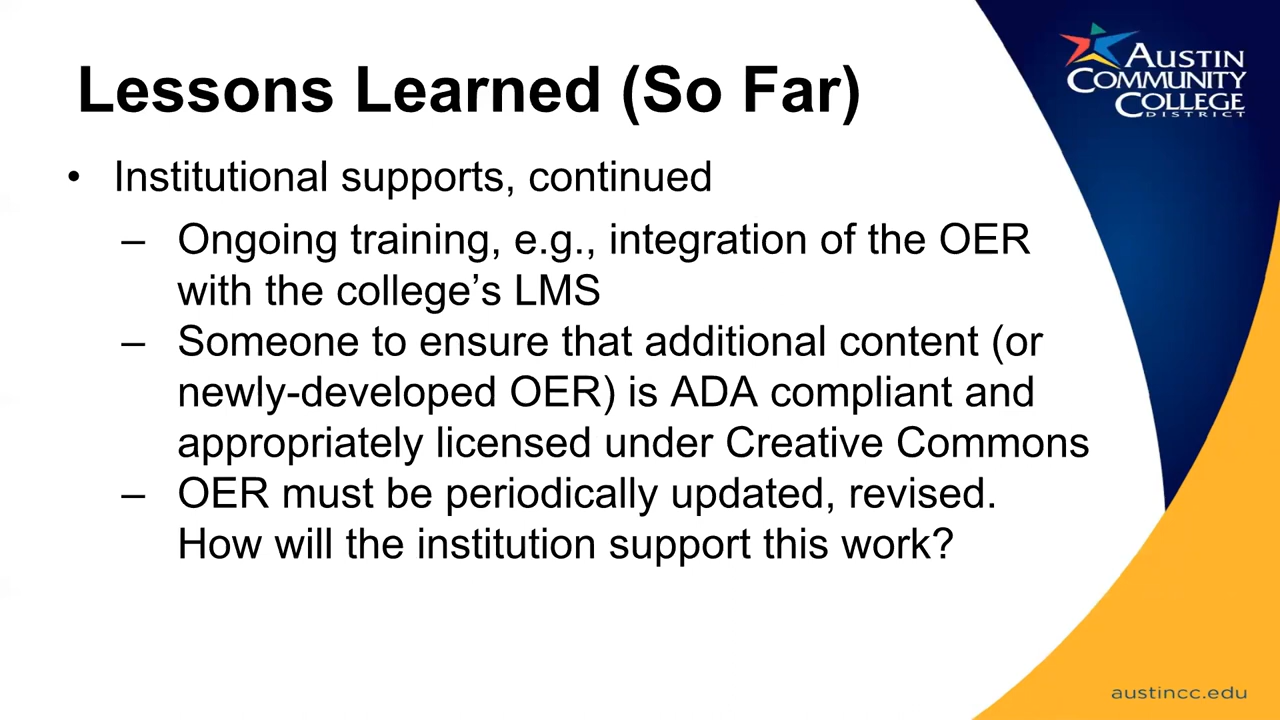 Lessons Learned (So Far)
• Institutional supports, continued
– Ongoing training, e.g., integration of the OER
with the college’s LMS
– Someone to ensure that additional content (or
newly-developed OER) is ADA compliant and
appropriately licensed under Creative Commons
– OER must be periodically updated, revised.
How will the institution support this work?
AUSTIN
COMMUNITY
COLLEGE
DISTRICT
austincc.edu